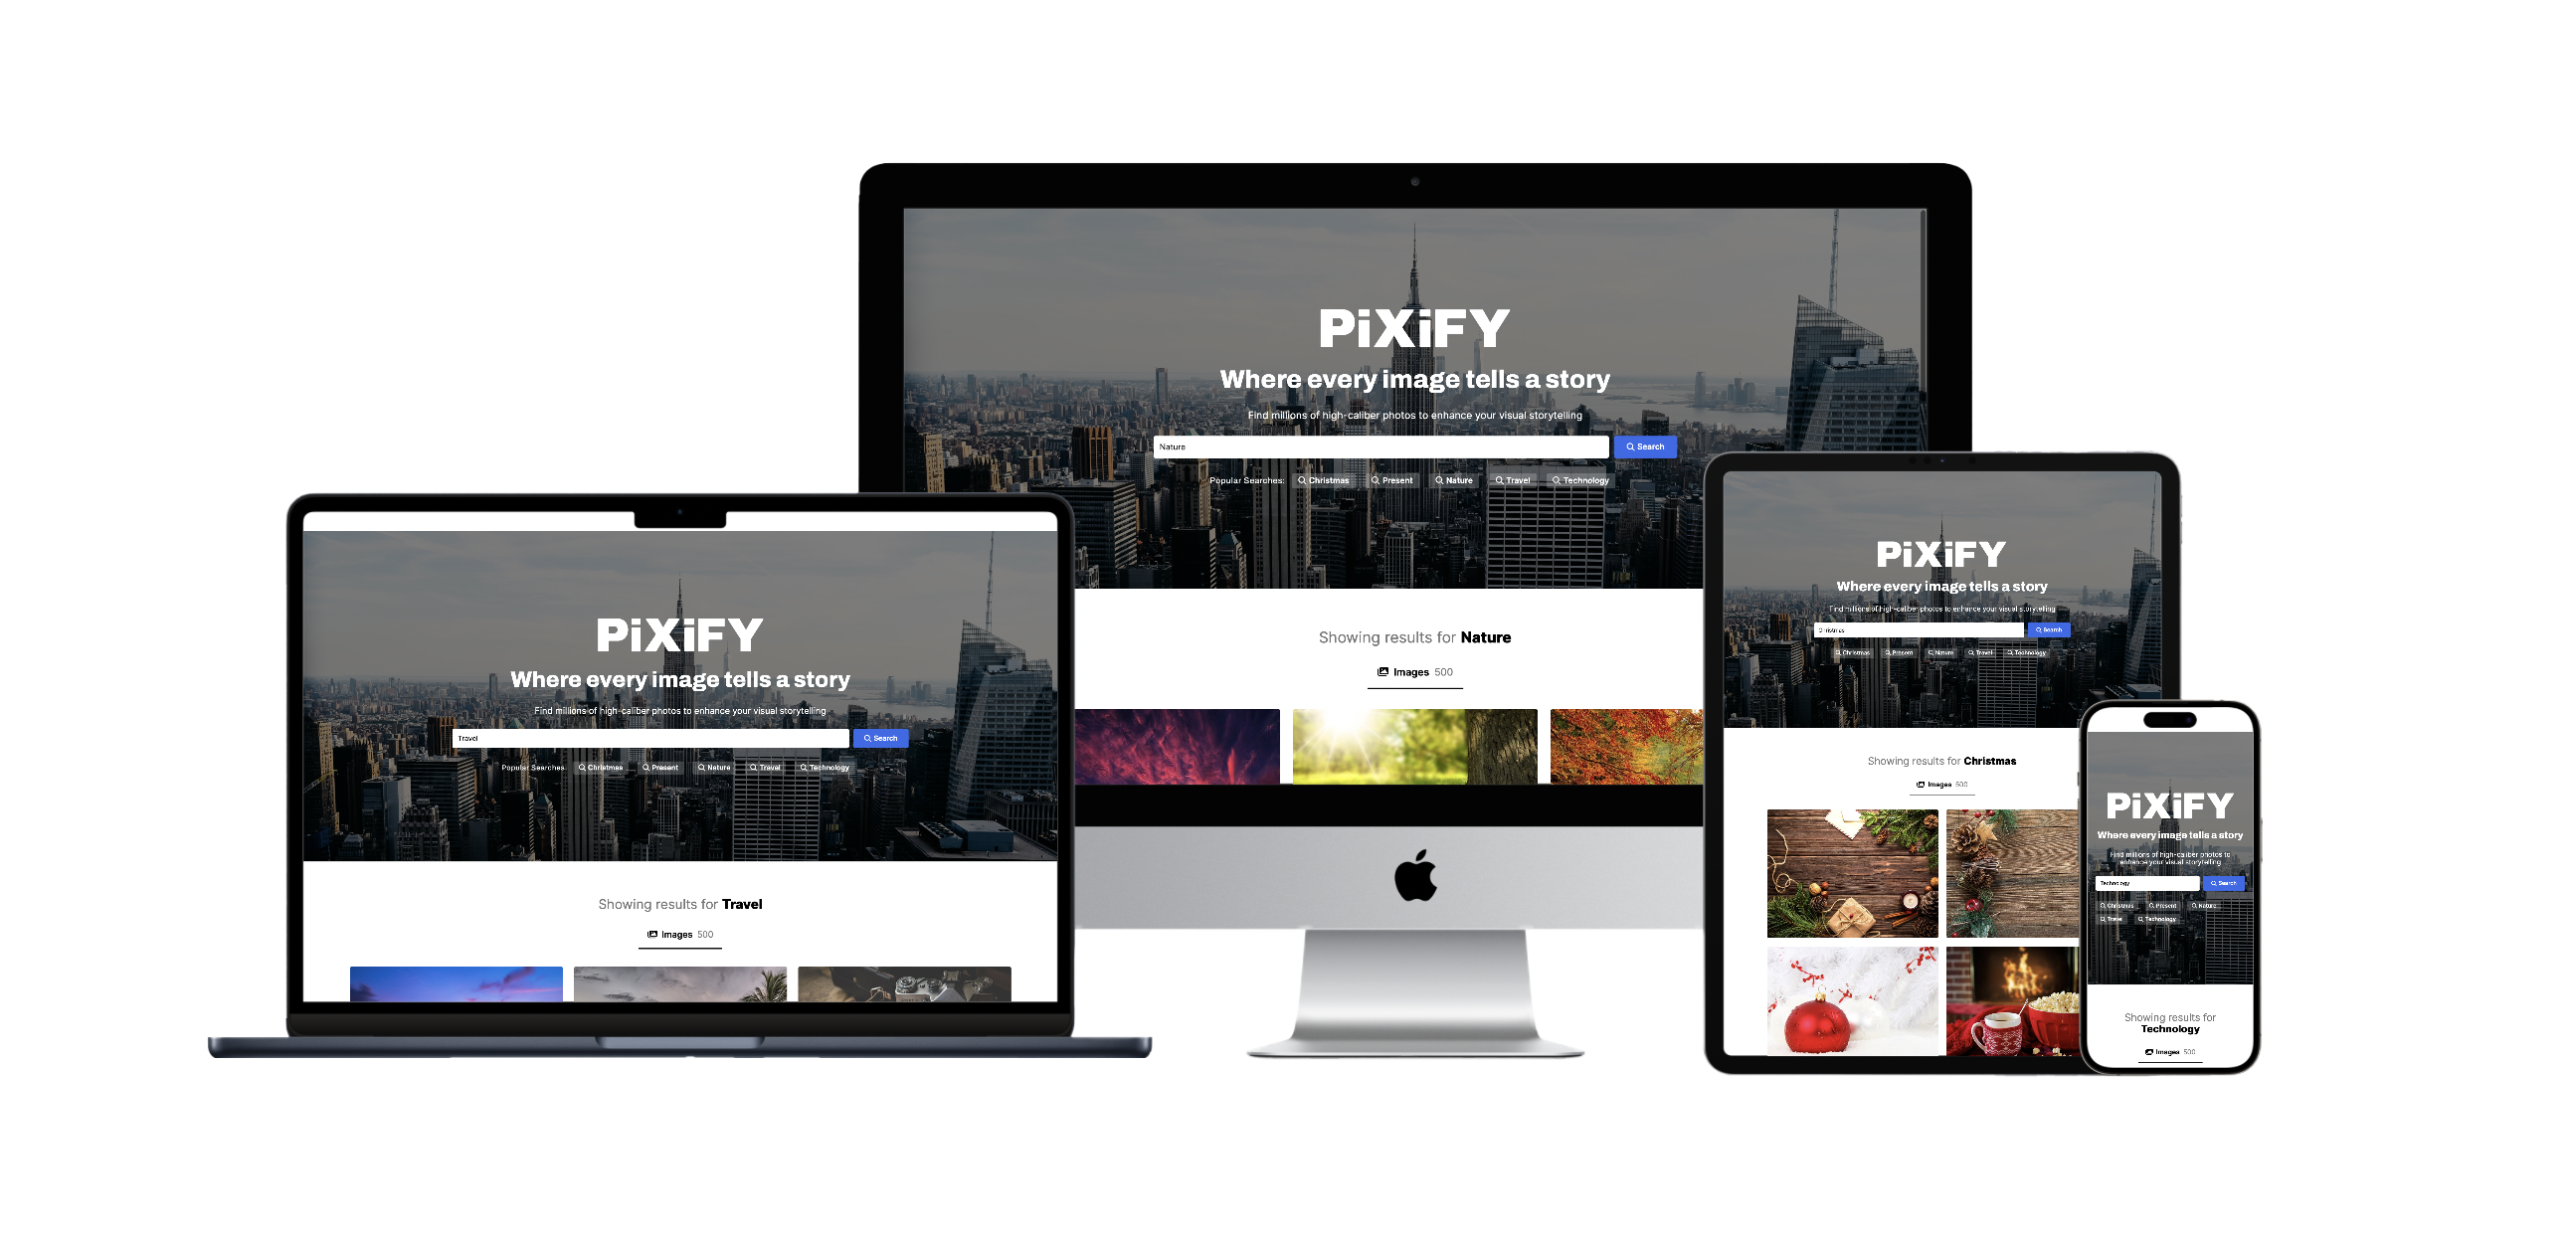 PiXiFY
Where every image tells a story
Find millions of high-caliber photos to enhance your visual storytelling
Nature
Search
Popular Searches: Christmas Present Nature Travel Technology
Showing results for Nature
Images 500
PiXiFY
Where every image tells a story
Find millions of high-caliber photos to enhance your visual storytelling
Travel
Search
Popular Searches: Christmas Present Nature Travel Technology
Showing results for Travel
Images 500
PiXiFY
Where every image tells a story
Find millions of high-caliber photos to enhance your visual storytelling
Christmas
Search
Christmas Present Nature Travel Technology
Showing results for Christmas
Images 500
PiXiFY
Where every image tells a story
Find millions of high-caliber photos to
enhance your visual storytelling
Technology
Search
Christmas Present Nature
Travel Technology
Showing results for
Technology
Images 500